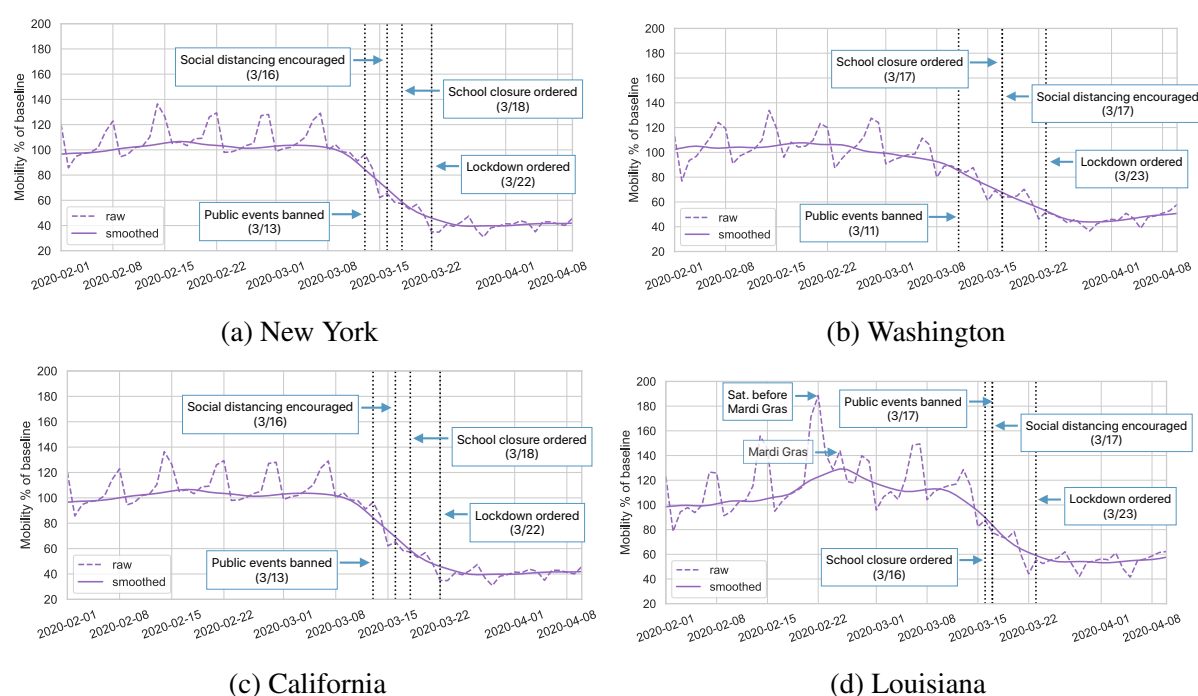 200
180
160
140
120
100
80
60
40
20
Mobility % of baseline
Social distancing encouraged
(3/16)
School closure ordered
(3/18)
Lockdown ordered
(3/22)
Public events banned
(3/13)
raw
smoothed
2020-02-01
2020-02-08
2020-02-15
2020-02-22
2020-03-01
2020-03-08
2020-03-15
2020-03-22
2020-04-01
2020-04-08
(a) New York
200
180
160
140
120
100
80
60
40
20
Mobility % of baseline
School closure ordered
(3/17)
Social distancing encouraged
(3/17)
Lockdown ordered
(3/23)
Public events banned
(3/11)
raw
smoothed
2020-02-01
2020-02-08
2020-02-15
2020-02-22
2020-03-01
2020-03-08
2020-03-15
2020-03-22
2020-04-01
2020-04-08
(b) Washington
200
180
160
140
120
100
80
60
40
20
Mobility % of baseline
Social distancing encouraged
(3/16)
School closure ordered
(3/18)
Lockdown ordered
(3/22)
Public events banned
(3/13)
raw
smoothed
2020-02-01
2020-02-08
2020-02-15
2020-02-22
2020-03-01
2020-03-08
2020-03-15
2020-03-22
2020-04-01
2020-04-08
(c) California
200
180
160
140
120
100
80
60
40
20
Mobility % of baseline
Sat. before
Mardi Gras
Public events banned
(3/17)
Social distancing encouraged
(3/17)
Mardi Gras
Lockdown ordered
(3/23)
School closure ordered
(3/16)
raw
smoothed
2020-02-01
2020-02-08
2020-02-15
2020-02-22
2020-03-01
2020-03-08
2020-03-15
2020-03-22
2020-04-01
2020-04-08
(d) Louisiana